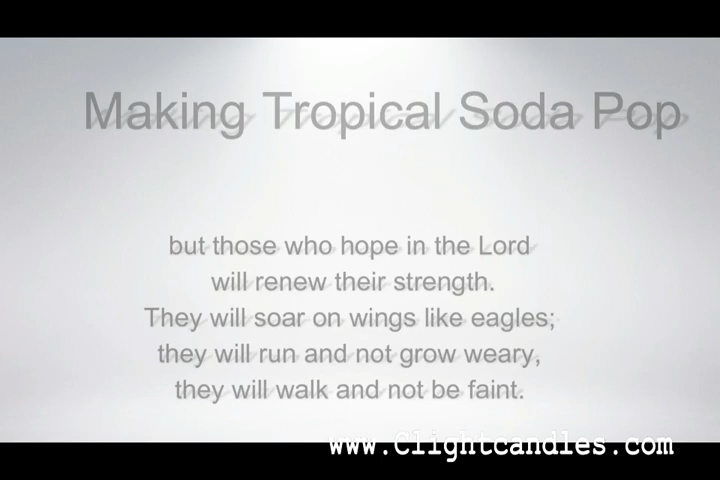 Making Tropical Soda Pop
but those who hope in the Lord
will renew their strength.
They will soar on wings like eagles;
they will run and not grow weary,
they will walk and not be faint.
www.Clightcandles.com